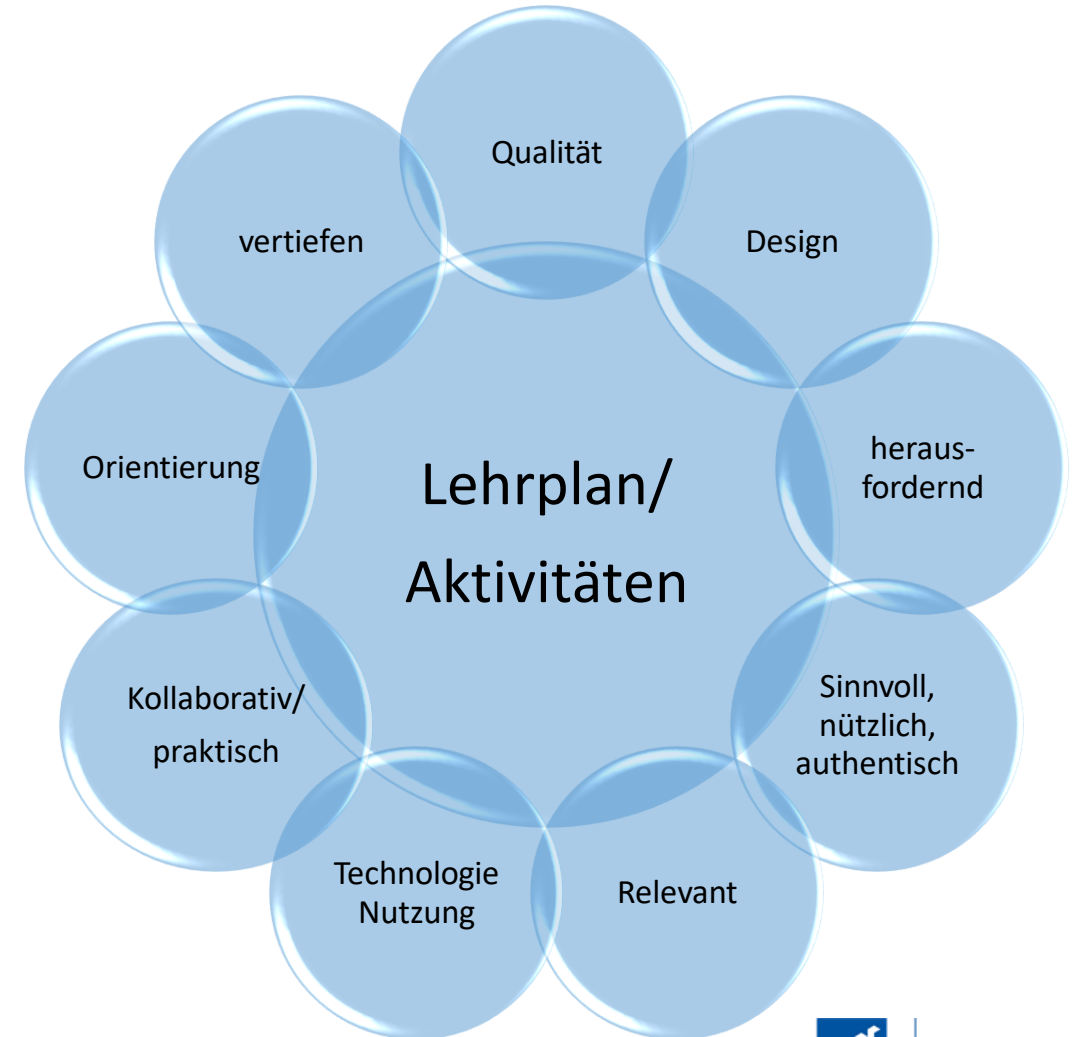 Qualität
Design
heraus-
fordernd
Sinnvoll,
nützlich,
authentisch
Relevant
Technologie
Nutzung
Kollaborativ/
praktisch
Orientierung
vertiefen
Lehrplan/
Aktivitäten